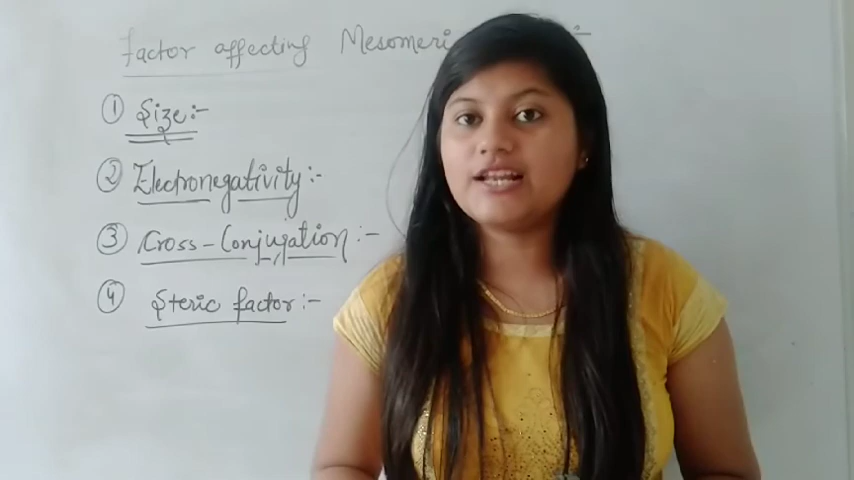 factor affecting Mesomeri :-
① Size :-
② Electronegativity :-
③ Cross-Conjugation :-
④ Steric factor :-